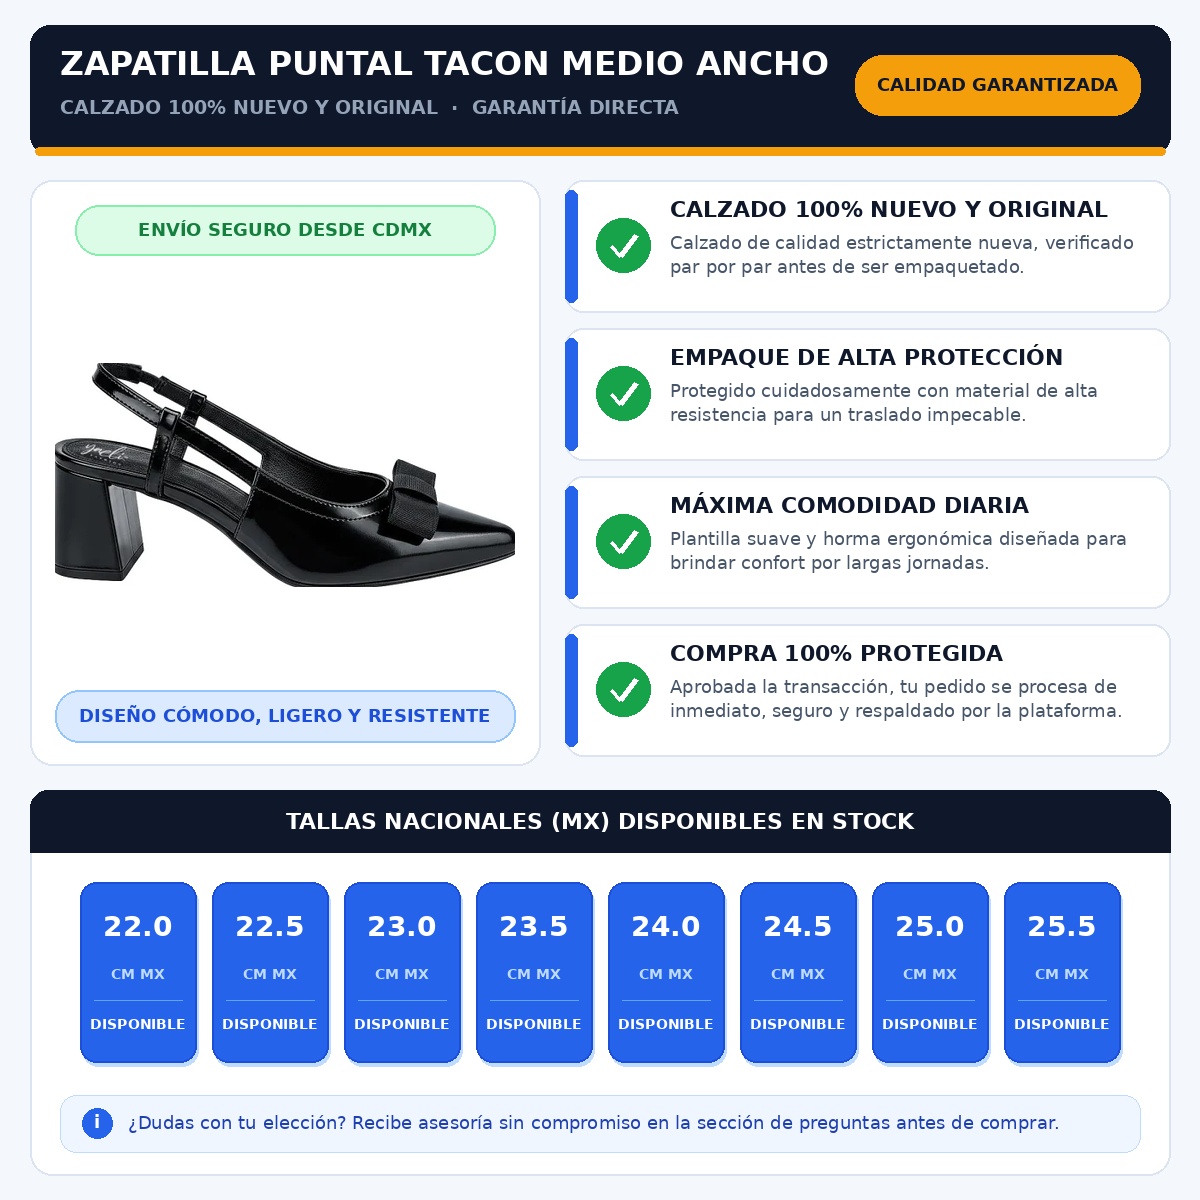 ZAPATILLA PUNTAL TACON MEDIO ANCHO
CALZADO 100% NUEVO Y ORIGINAL · GARANTÍA DIRECTA
CALIDAD GARANTIZADA
ENVÍO SEGURO DESDE CDMX
DISEÑO CÓMODO, LIGERO Y RESISTENTE
CALZADO 100% NUEVO Y ORIGINAL
Calzado de calidad estrictamente nueva, verificado
par por par antes de ser empaquetado.
EMPAQUE DE ALTA PROTECCIÓN
Protegido cuidadosamente con material de alta
resistencia para un traslado impecable.
MÁXIMA COMODIDAD DIARIA
Plantilla suave y horma ergonómica diseñada para
brindar confort por largas jornadas.
COMPRA 100% PROTEGIDA
Aprobada la transacción, tu pedido se procesa de
inmediato, seguro y respaldado por la plataforma.
TALLAS NACIONALES (MX) DISPONIBLES EN STOCK
22.0 22.5 23.0 23.5 24.0 24.5 25.0 25.5
CM MX CM MX CM MX CM MX CM MX CM MX CM MX CM MX
DISPONIBLE DISPONIBLE DISPONIBLE DISPONIBLE DISPONIBLE DISPONIBLE DISPONIBLE DISPONIBLE
i ¿Dudas con tu elección? Recibe asesoría sin compromiso en la sección de preguntas antes de comprar.